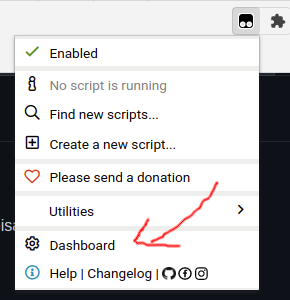 Enabled
No script is running
Find new scripts...
Create a new script...
Please send a donation
Utilities
Dashboard
Help | Changelog |